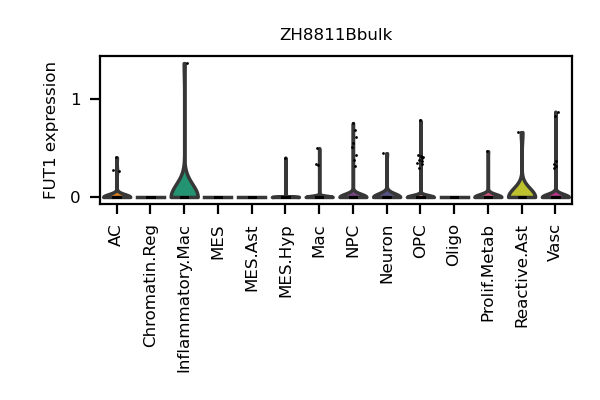 ZH8811Bbulk
FUT1 expression
1
0
AC
Chromatin.Reg
Inflammatory.Mac
MES
MES.Ast
MES.Hyp
Mac
NPC
Neuron
OPC
Oligo
Prolif.Metab
Reactive.Ast
Vasc